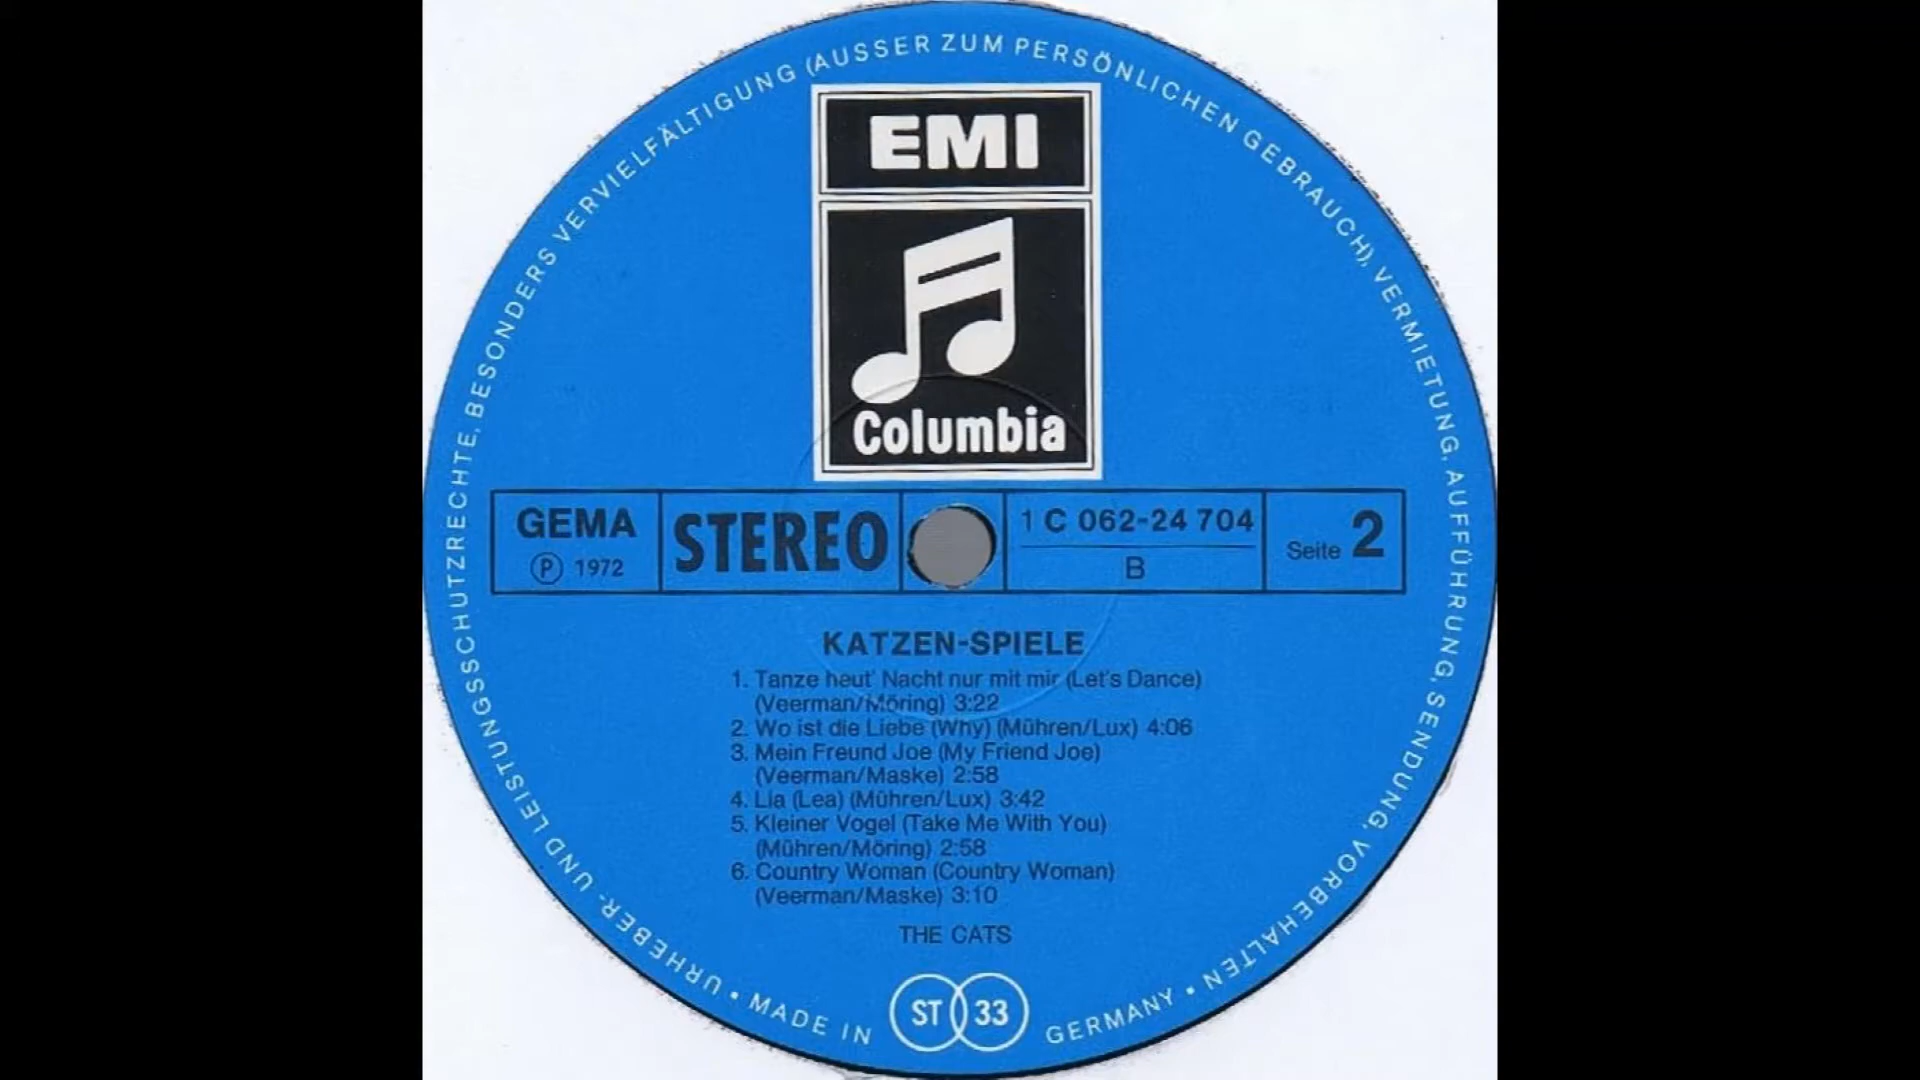 URHEBER- UND LEISTUNGSSCHUTZRECHTE, BESONDERS VERVIELFÄLTIGUNG (AUSSER ZUM PERSÖNLICHEN GEBRAUCH), VERMIETUNG, AUFFÜHRUNG, SENDUNG, VORBEHALTEN
EMI
Columbia
GEMA
℗ 1972
STEREO
1 C 062-24 704
B
Seite 2
KATZEN-SPIELE
1. Tanze heut' Nacht nur mit mir (Let's Dance)
(Veerman/Möring) 3:22
2. Wo ist die Liebe (Why) (Mühren/Lux) 4:06
3. Mein Freund Joe (My Friend Joe)
(Veerman/Maske) 2:58
4. Lia (Lea) (Mühren/Lux) 3:42
5. Kleiner Vogel (Take Me With You)
(Mühren/Möring) 2:58
6. Country Woman (Country Woman)
(Veerman/Maske) 3:10
THE CATS
ST 33
• MADE IN GERMANY •